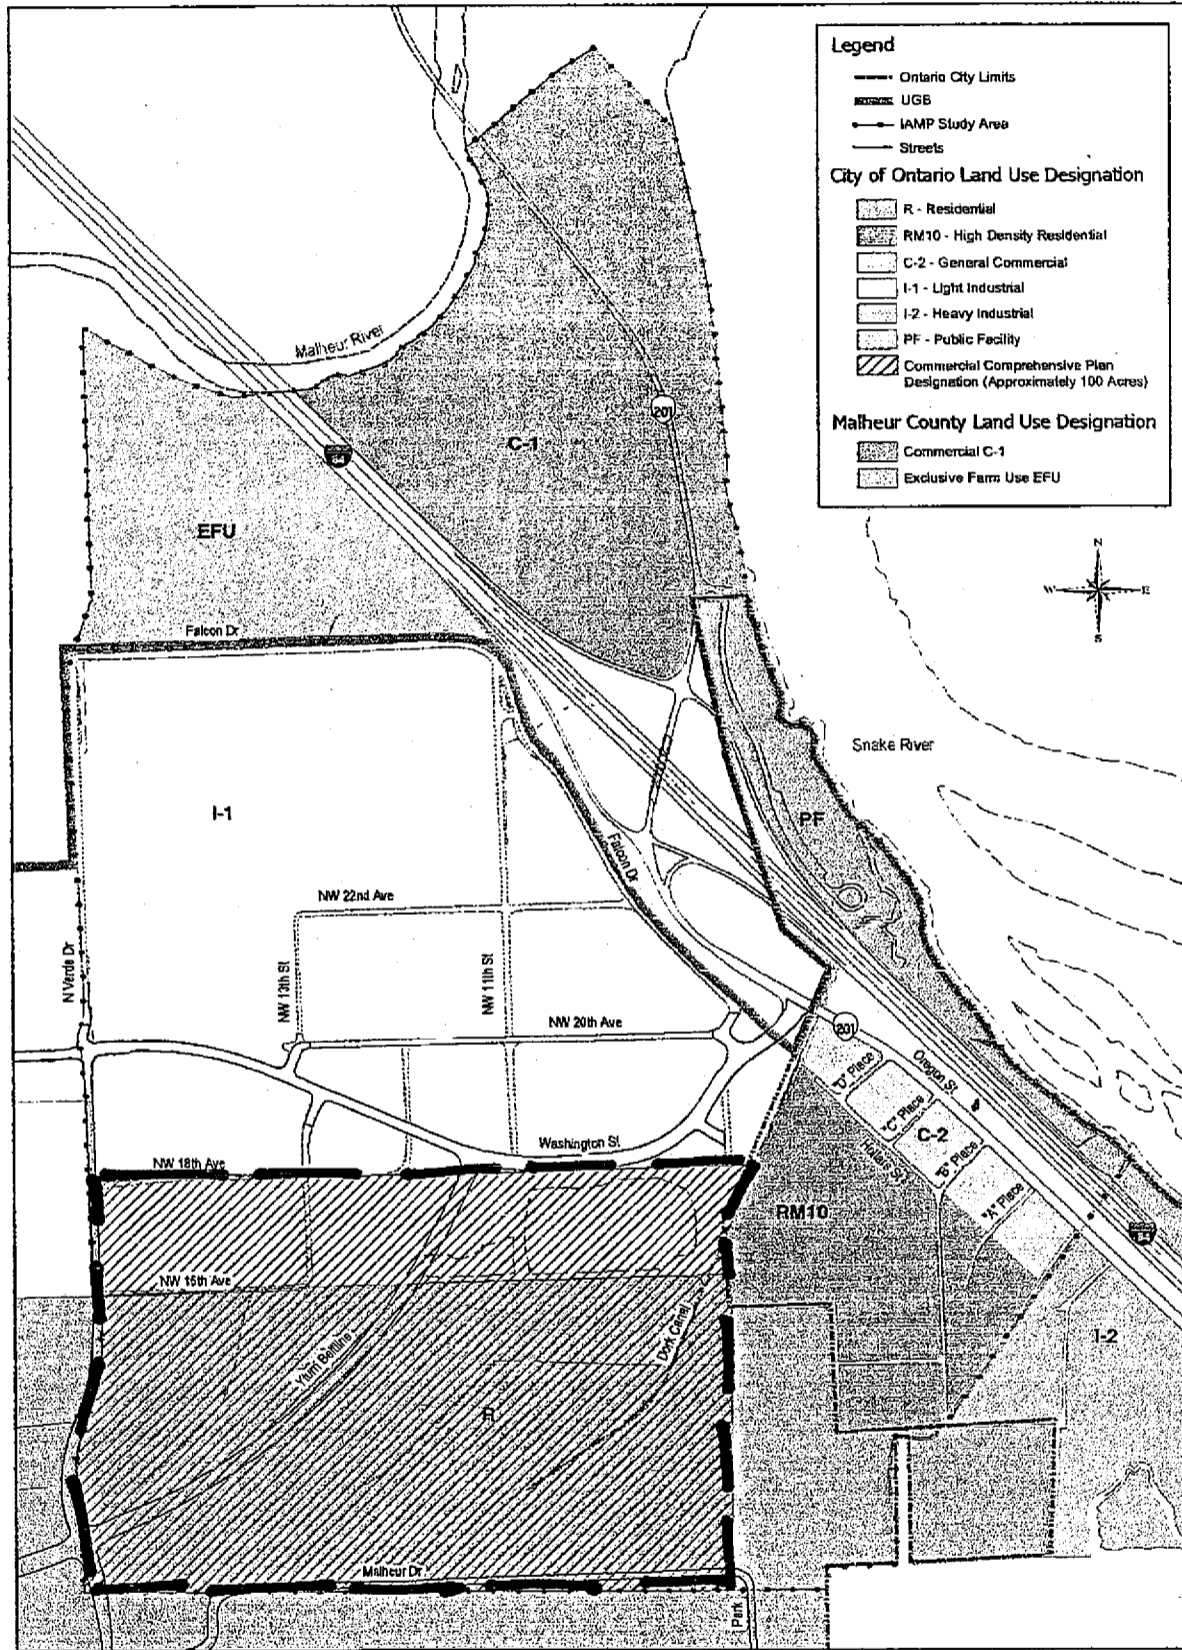 Legend
Ontario City Limits
UGB
IAMP Study Area
Streets
City of Ontario Land Use Designation
R - Residential
RM10 - High Density Residential
C-2 - General Commercial
I-1 - Light Industrial
I-2 - Heavy Industrial
PF - Public Facility
Commercial Comprehensive Plan
Designation (Approximately 100 Acres)
Malheur County Land Use Designation
Commercial C-1
Exclusive Farm Use EFU
N
W
E
S
Malheur River
201
C-1
84
EFU
Falcon Dr
Snake River
I-1
PF
Falcon Dr
NW 22nd Ave
N Verde Dr
NW 13th St
NW 11th St
NW 20th Ave
201
Oregon St
"D" Place
"C" Place
C-2
"B" Place
"A" Place
Washington St
NW 18th Ave
RM10
84
NW 15th Ave
Dork Canal
I-2
R
Malheur Dr
Park